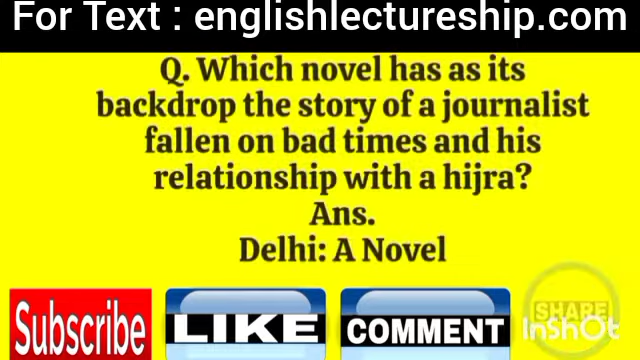 For Text : englishlectureship.com
Q. Which novel has as its
backdrop the story of a journalist
fallen on bad times and his
relationship with a hijra?
Ans.
Delhi: A Novel
Subscribe
LIKE
COMMENT
SHARE
InShOt